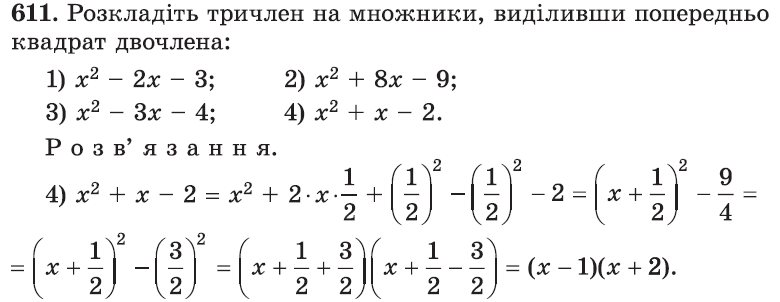 611. Розкладіть тричлен на множники, виділивши попередньо
квадрат двочлена:
1) x² − 2x − 3; 2) x² + 8x − 9;
3) x² − 3x − 4; 4) x² + x − 2.
Р о з в’ я з а н н я.
4) x² + x − 2 = x² + 2 · x · 1/2 + (1/2)² − (1/2)² − 2 = (x + 1/2)² − 9/4 =
= (x + 1/2)² − (3/2)² = (x + 1/2 + 3/2)(x + 1/2 − 3/2) = (x − 1)(x + 2).